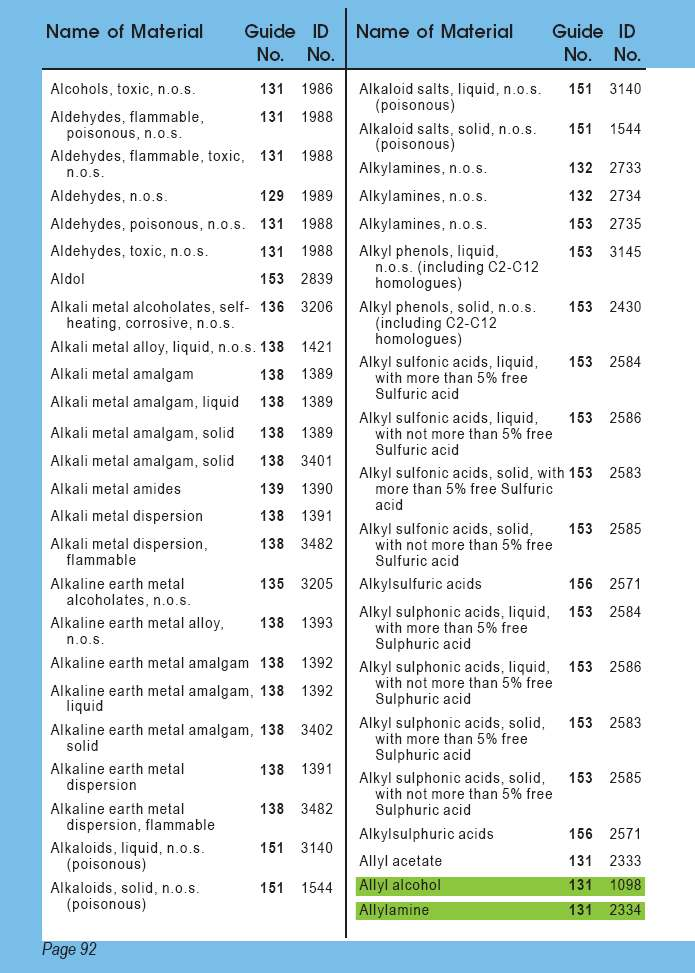 Name of Material Guide ID
No. No.
Alcohols, toxic, n.o.s. 131 1986
Aldehydes, flammable, 131 1988
poisonous, n.o.s.
Aldehydes, flammable, toxic, 131 1988
n.o.s.
Aldehydes, n.o.s. 129 1989
Aldehydes, poisonous, n.o.s. 131 1988
Aldehydes, toxic, n.o.s. 131 1988
Aldol 153 2839
Alkali metal alcoholates, self- 136 3206
heating, corrosive, n.o.s.
Alkali metal alloy, liquid, n.o.s. 138 1421
Alkali metal amalgam 138 1389
Alkali metal amalgam, liquid 138 1389
Alkali metal amalgam, solid 138 1389
Alkali metal amalgam, solid 138 3401
Alkali metal amides 139 1390
Alkali metal dispersion 138 1391
Alkali metal dispersion, 138 3482
flammable
Alkaline earth metal 135 3205
alcoholates, n.o.s.
Alkaline earth metal alloy, 138 1393
n.o.s.
Alkaline earth metal amalgam 138 1392
Alkaline earth metal amalgam, 138 1392
liquid
Alkaline earth metal amalgam, 138 3402
solid
Alkaline earth metal 138 1391
dispersion
Alkaline earth metal 138 3482
dispersion, flammable
Alkaloids, liquid, n.o.s. 151 3140
(poisonous)
Alkaloids, solid, n.o.s. 151 1544
(poisonous)
Name of Material Guide ID
No. No.
Alkaloid salts, liquid, n.o.s. 151 3140
(poisonous)
Alkaloid salts, solid, n.o.s. 151 1544
(poisonous)
Alkylamines, n.o.s. 132 2733
Alkylamines, n.o.s. 132 2734
Alkylamines, n.o.s. 153 2735
Alkyl phenols, liquid, 153 3145
n.o.s. (including C2-C12
homologues)
Alkyl phenols, solid, n.o.s. 153 2430
(including C2-C12
homologues)
Alkyl sulfonic acids, liquid, 153 2584
with more than 5% free
Sulfuric acid
Alkyl sulfonic acids, liquid, 153 2586
with not more than 5% free
Sulfuric acid
Alkyl sulfonic acids, solid, with 153 2583
more than 5% free Sulfuric
acid
Alkyl sulfonic acids, solid, 153 2585
with not more than 5% free
Sulfuric acid
Alkylsulfuric acids 156 2571
Alkyl sulphonic acids, liquid, 153 2584
with more than 5% free
Sulphuric acid
Alkyl sulphonic acids, liquid, 153 2586
with not more than 5% free
Sulphuric acid
Alkyl sulphonic acids, solid, 153 2583
with more than 5% free
Sulphuric acid
Alkyl sulphonic acids, solid, 153 2585
with not more than 5% free
Sulphuric acid
Alkylsulphuric acids 156 2571
Allyl acetate 131 2333
Allyl alcohol 131 1098
Allylamine 131 2334
Page 92